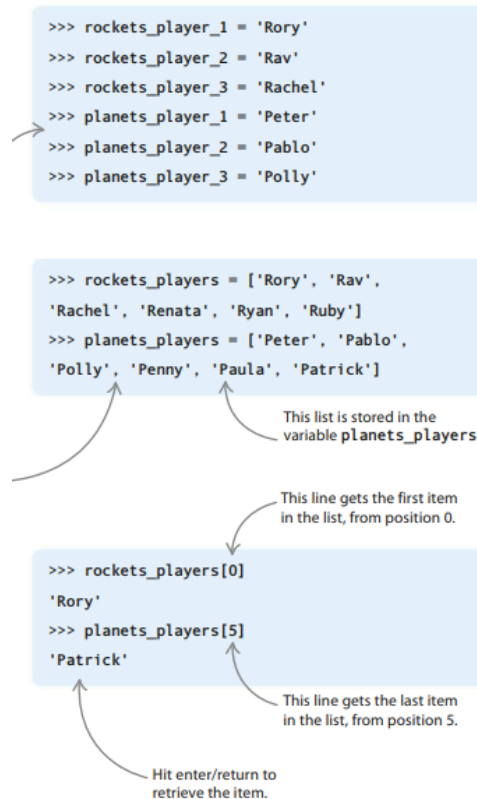 >>> rockets_player_1 = 'Rory'
>>> rockets_player_2 = 'Rav'
>>> rockets_player_3 = 'Rachel'
>>> planets_player_1 = 'Peter'
>>> planets_player_2 = 'Pablo'
>>> planets_player_3 = 'Polly'
>>> rockets_players = ['Rory', 'Rav',
'Rachel', 'Renata', 'Ryan', 'Ruby']
>>> planets_players = ['Peter', 'Pablo',
'Polly', 'Penny', 'Paula', 'Patrick']
This list is stored in the
variable planets_players
This line gets the first item
in the list, from position 0.
>>> rockets_players[0]
'Rory'
>>> planets_players[5]
'Patrick'
This line gets the last item
in the list, from position 5.
Hit enter/return to
retrieve the item.